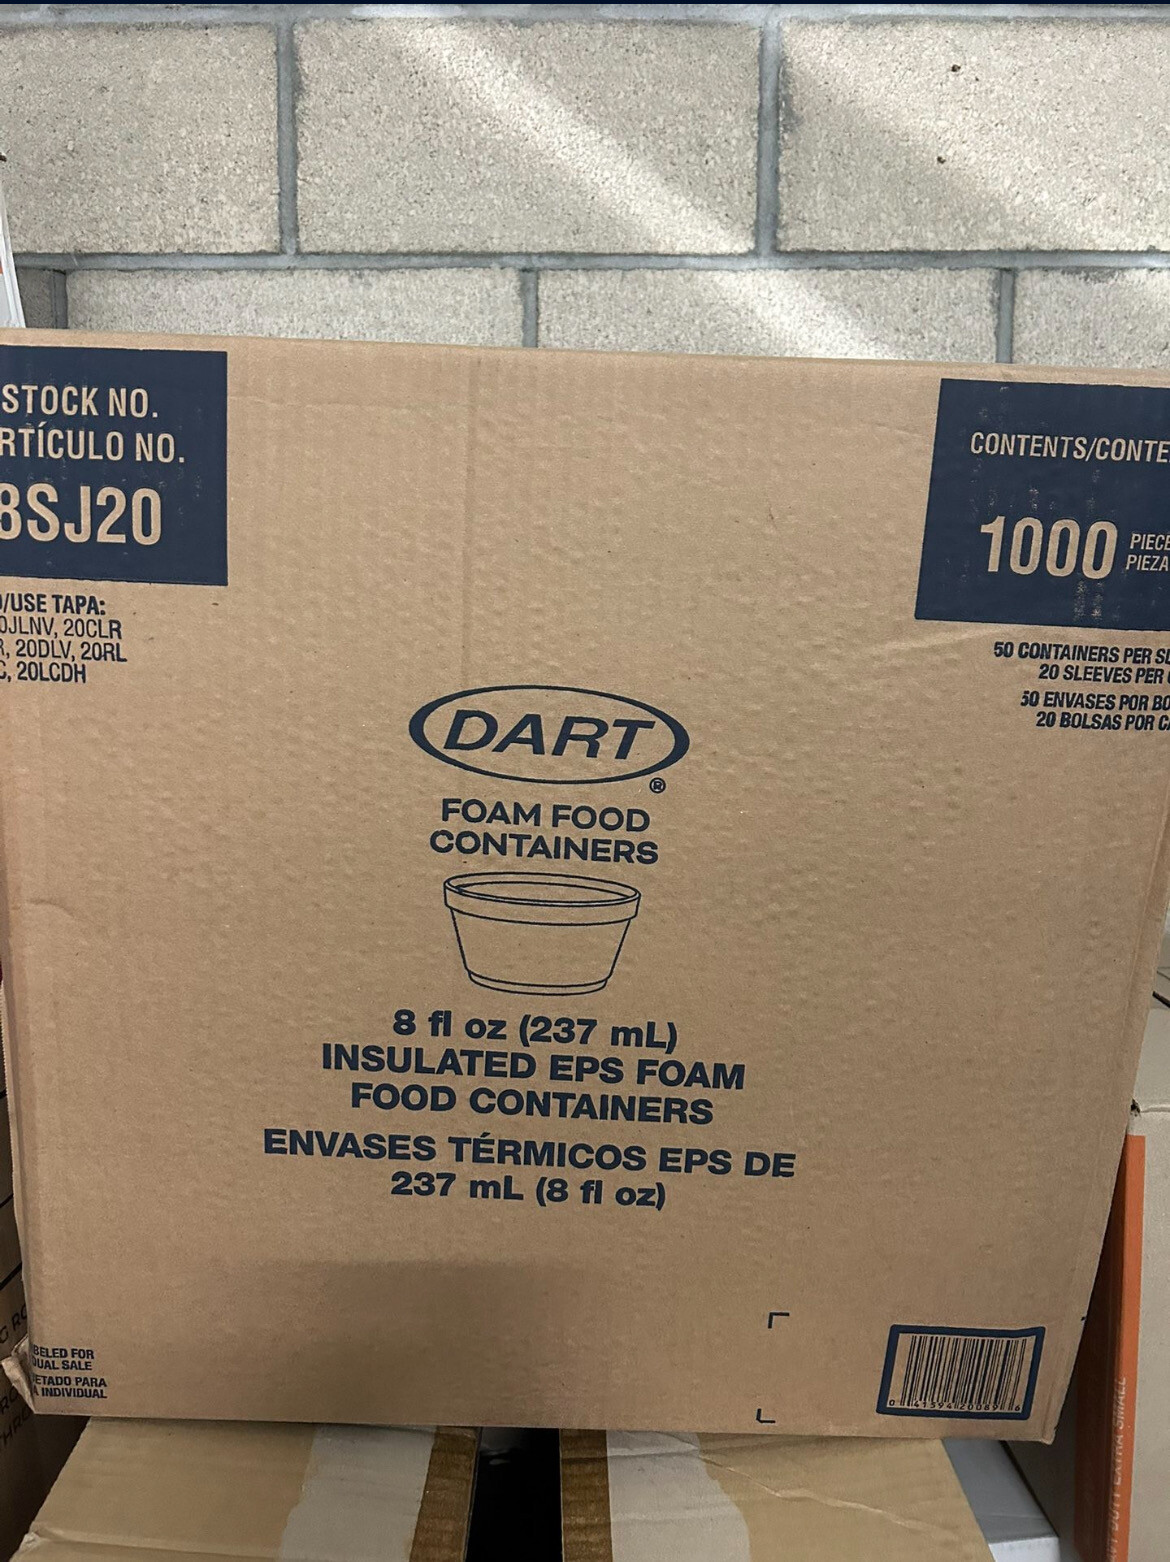 STOCK NO.
RTÍCULO NO.
8SJ20
/USE TAPA:
0JLNV, 20CLR
R, 20DLV, 20RL
C, 20LCDH
CONTENTS/CONTE
1000 PIECE
PIEZA
50 CONTAINERS PER SL
20 SLEEVES PER
50 ENVASES POR BO
20 BOLSAS POR CA
DART
®
FOAM FOOD
CONTAINERS
8 fl oz (237 mL)
INSULATED EPS FOAM
FOOD CONTAINERS
ENVASES TÉRMICOS EPS DE
237 mL (8 fl oz)
BELED FOR
DUAL SALE
ETADO PARA
A INDIVIDUAL